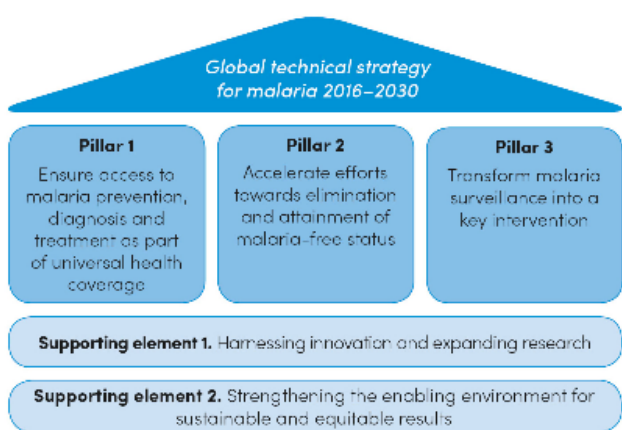 Global technical strategy
for malaria 2016–2030
Pillar 1
Ensure access to
malaria prevention,
diagnosis and
treatment as part
of universal health
coverage
Pillar 2
Accelerate efforts
towards elimination
and attainment of
malaria-free status
Pillar 3
Transform malaria
surveillance into a
key intervention
Supporting element 1. Harnessing innovation and expanding research
Supporting element 2. Strengthening the enabling environment for
sustainable and equitable results